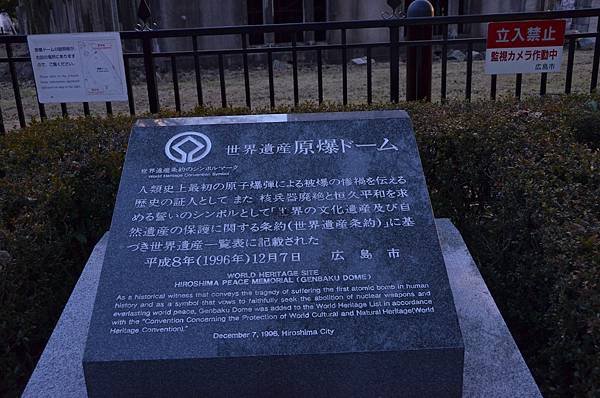 立入禁止
監視カメラ作動中
広島市
世界遺産 原爆ドーム
世界遺産条約のシンボルマーク
World Heritage Convention Symbol
人類史上最初の原子爆弾による被爆の惨禍を伝える
歴史の証人として また 核兵器廃絶と恒久平和を求
める誓いのシンボルとして「世界の文化遺産及び自
然遺産の保護に関する条約(世界遺産条約)」に基
づき世界遺産一覧表に記載された
平成8年(1996年)12月7日 広島市
WORLD HERITAGE SITE
HIROSHIMA PEACE MEMORIAL (GENBAKU DOME)
As a historical witness that conveys the tragedy of suffering the first atomic bomb in human
history and as a symbol that vows to faithfully seek the abolition of nuclear weapons and
everlasting world peace, Genbaku Dome was added to the World Heritage List in accordance
with the "Convention Concerning the Protection of World Cultural and Natural Heritage(World
Heritage Convention)."
December 7, 1996, Hiroshima City